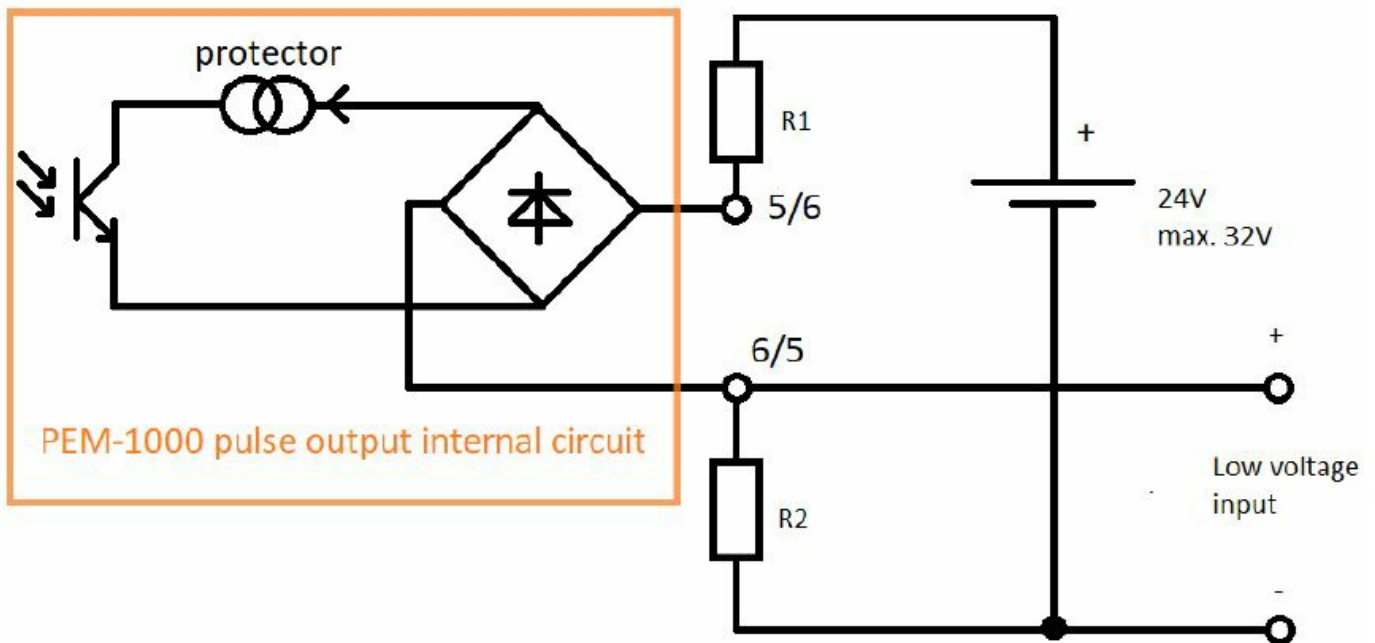 protector
R1
+
5/6
24V
max. 32V
6/5
+
PEM-1000 pulse output internal circuit
Low voltage
input
R2
-